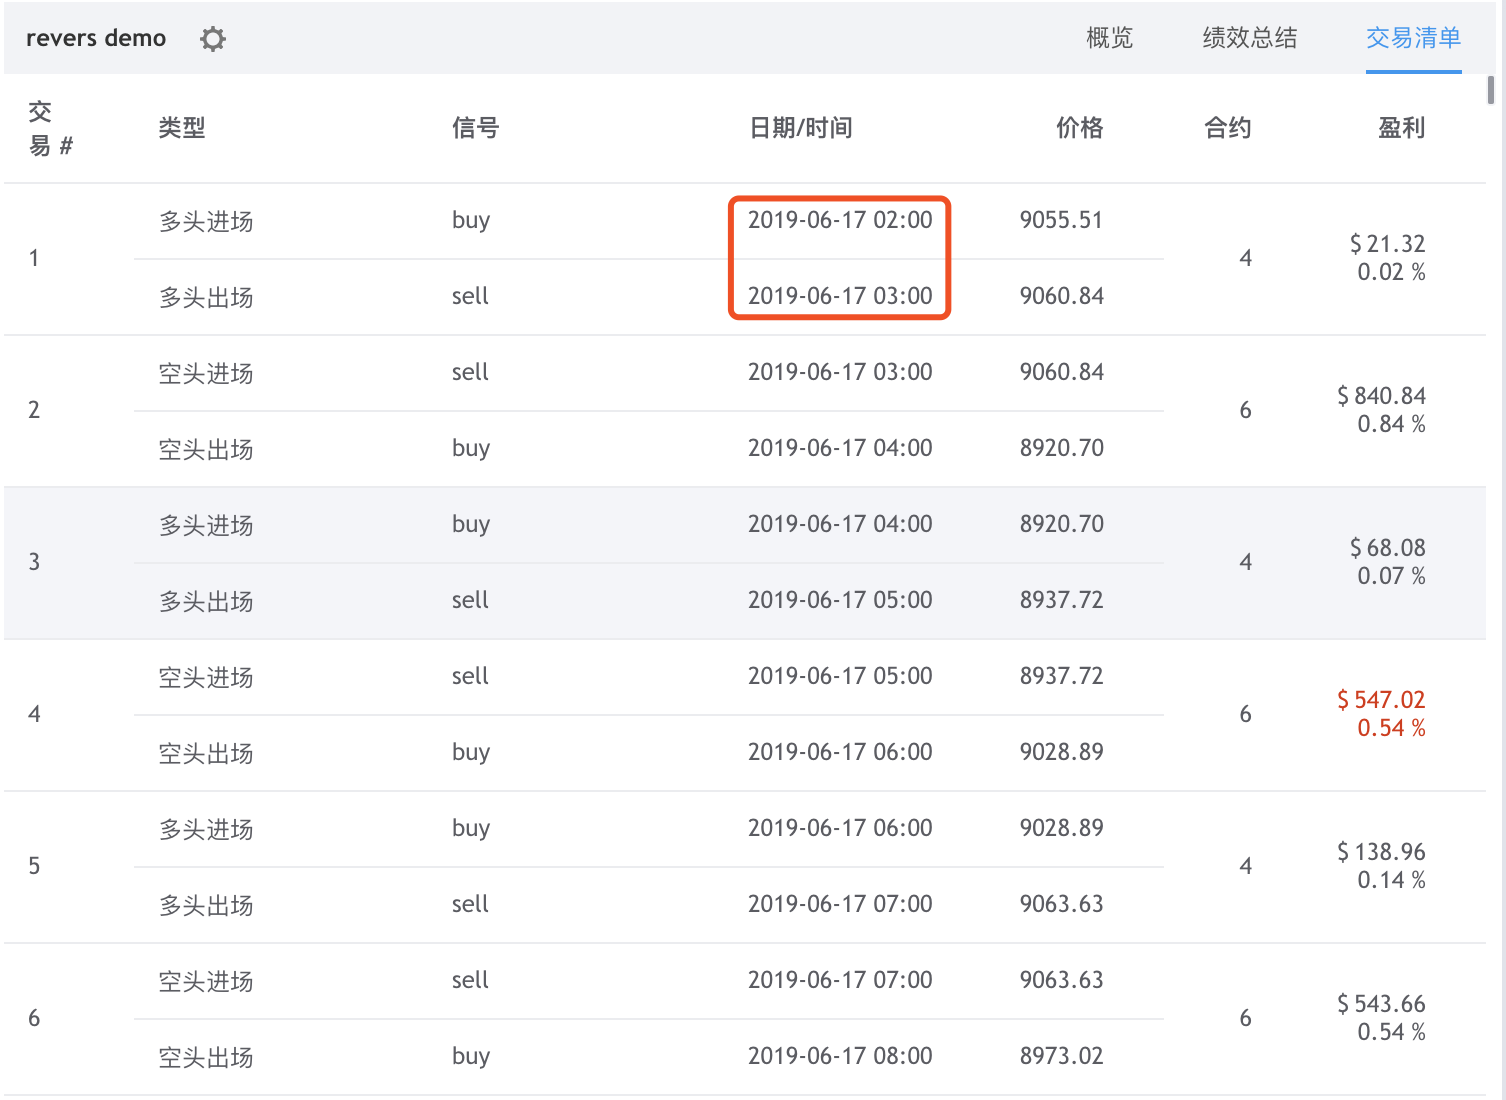 revers demo 概览 绩效总结 交易清单
交易 # 类型 信号 日期/时间 价格 合约 盈利
1
多头进场 buy 2019-06-17 02:00 9055.51
多头出场 sell 2019-06-17 03:00 9060.84
4
$ 21.32
0.02 %
2
空头进场 sell 2019-06-17 03:00 9060.84
空头出场 buy 2019-06-17 04:00 8920.70
6
$ 840.84
0.84 %
3
多头进场 buy 2019-06-17 04:00 8920.70
多头出场 sell 2019-06-17 05:00 8937.72
4
$ 68.08
0.07 %
4
空头进场 sell 2019-06-17 05:00 8937.72
空头出场 buy 2019-06-17 06:00 9028.89
6
$ 547.02
0.54 %
5
多头进场 buy 2019-06-17 06:00 9028.89
多头出场 sell 2019-06-17 07:00 9063.63
4
$ 138.96
0.14 %
6
空头进场 sell 2019-06-17 07:00 9063.63
空头出场 buy 2019-06-17 08:00 8973.02
6
$ 543.66
0.54 %